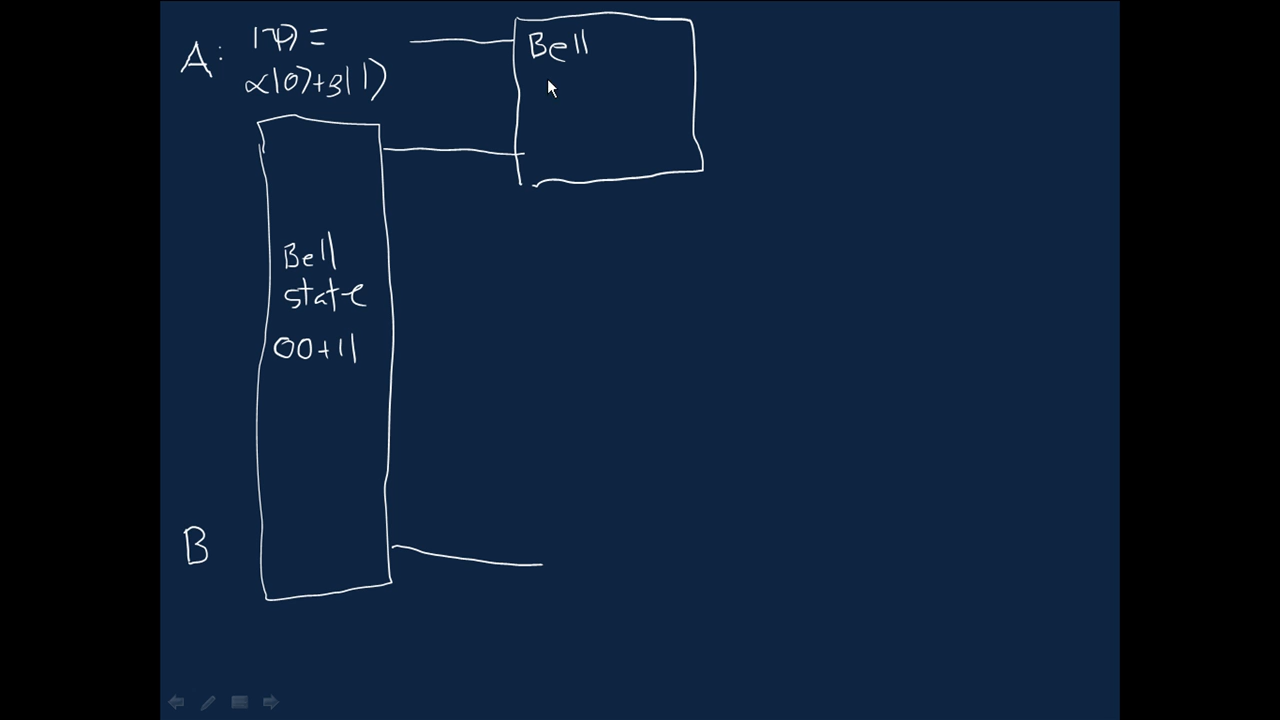 A: |ψ⟩ =
α|0⟩+β|1⟩
Bell
Bell
state
00+11
B